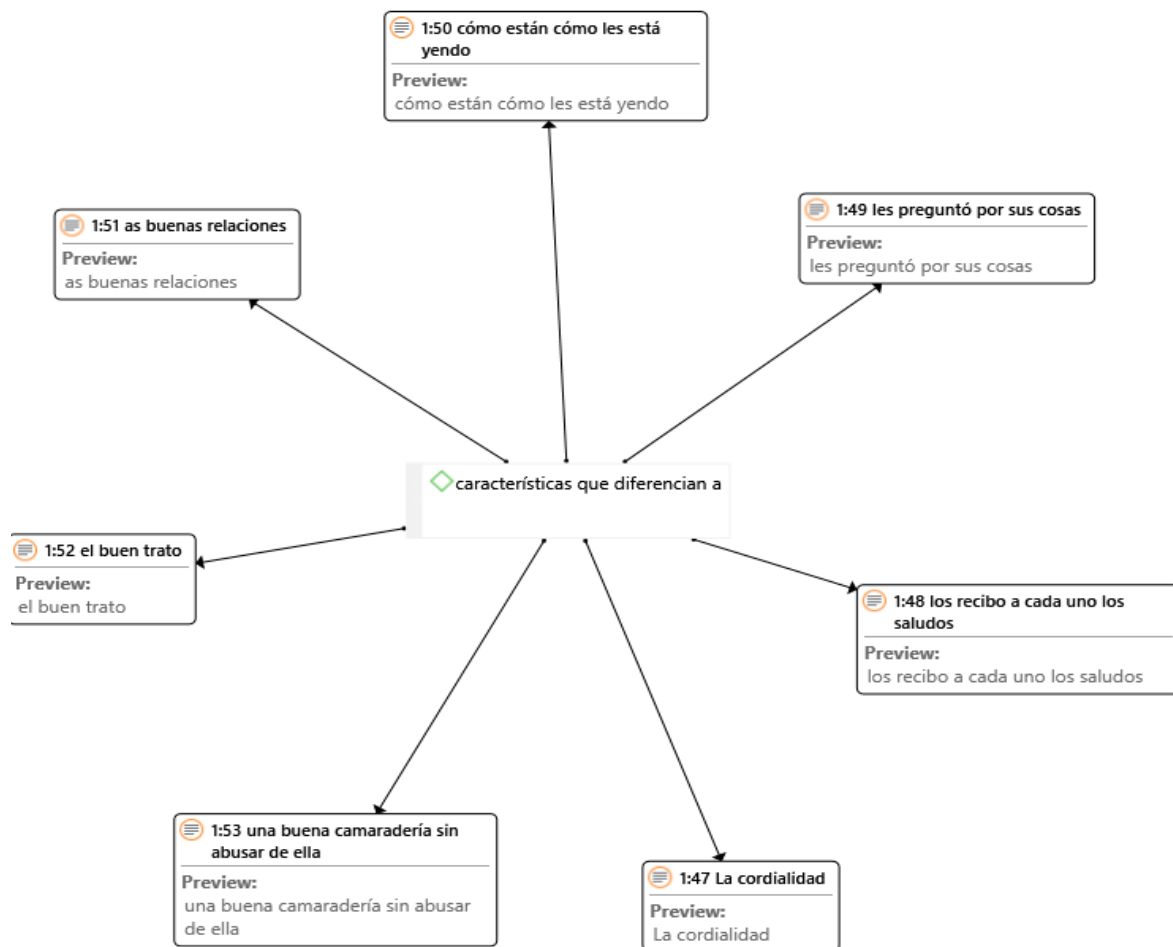 1:50 cómo están cómo les está
yendo
Preview:
cómo están cómo les está yendo
1:51 as buenas relaciones
Preview:
as buenas relaciones
1:49 les preguntó por sus cosas
Preview:
les preguntó por sus cosas
características que diferencian a
1:52 el buen trato
Preview:
el buen trato
1:48 los recibo a cada uno los
saludos
Preview:
los recibo a cada uno los saludos
1:53 una buena camaradería sin
abusar de ella
Preview:
una buena camaradería sin abusar
de ella
1:47 La cordialidad
Preview:
La cordialidad